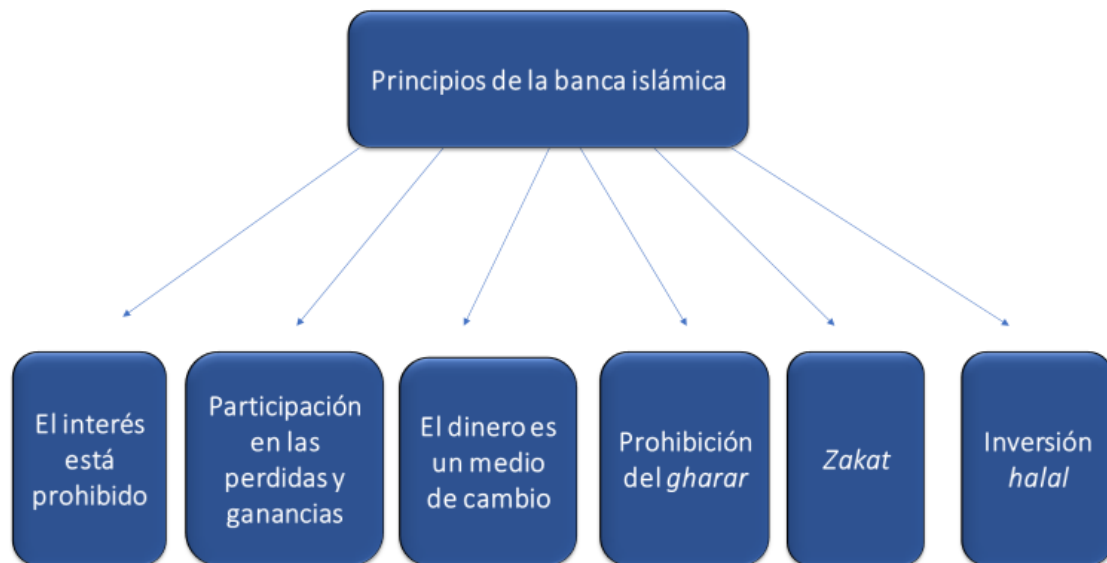 Principios de la banca islámica
El interés
está
prohibido
Participación
en las
perdidas y
ganancias
El dinero es
un medio
de cambio
Prohibición
del gharar
Zakat
Inversión
halal